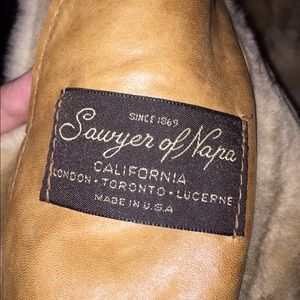 SINCE 1869
Sawyer of Napa
CALIFORNIA
LONDON • TORONTO • LUCERNE
MADE IN U.S.A